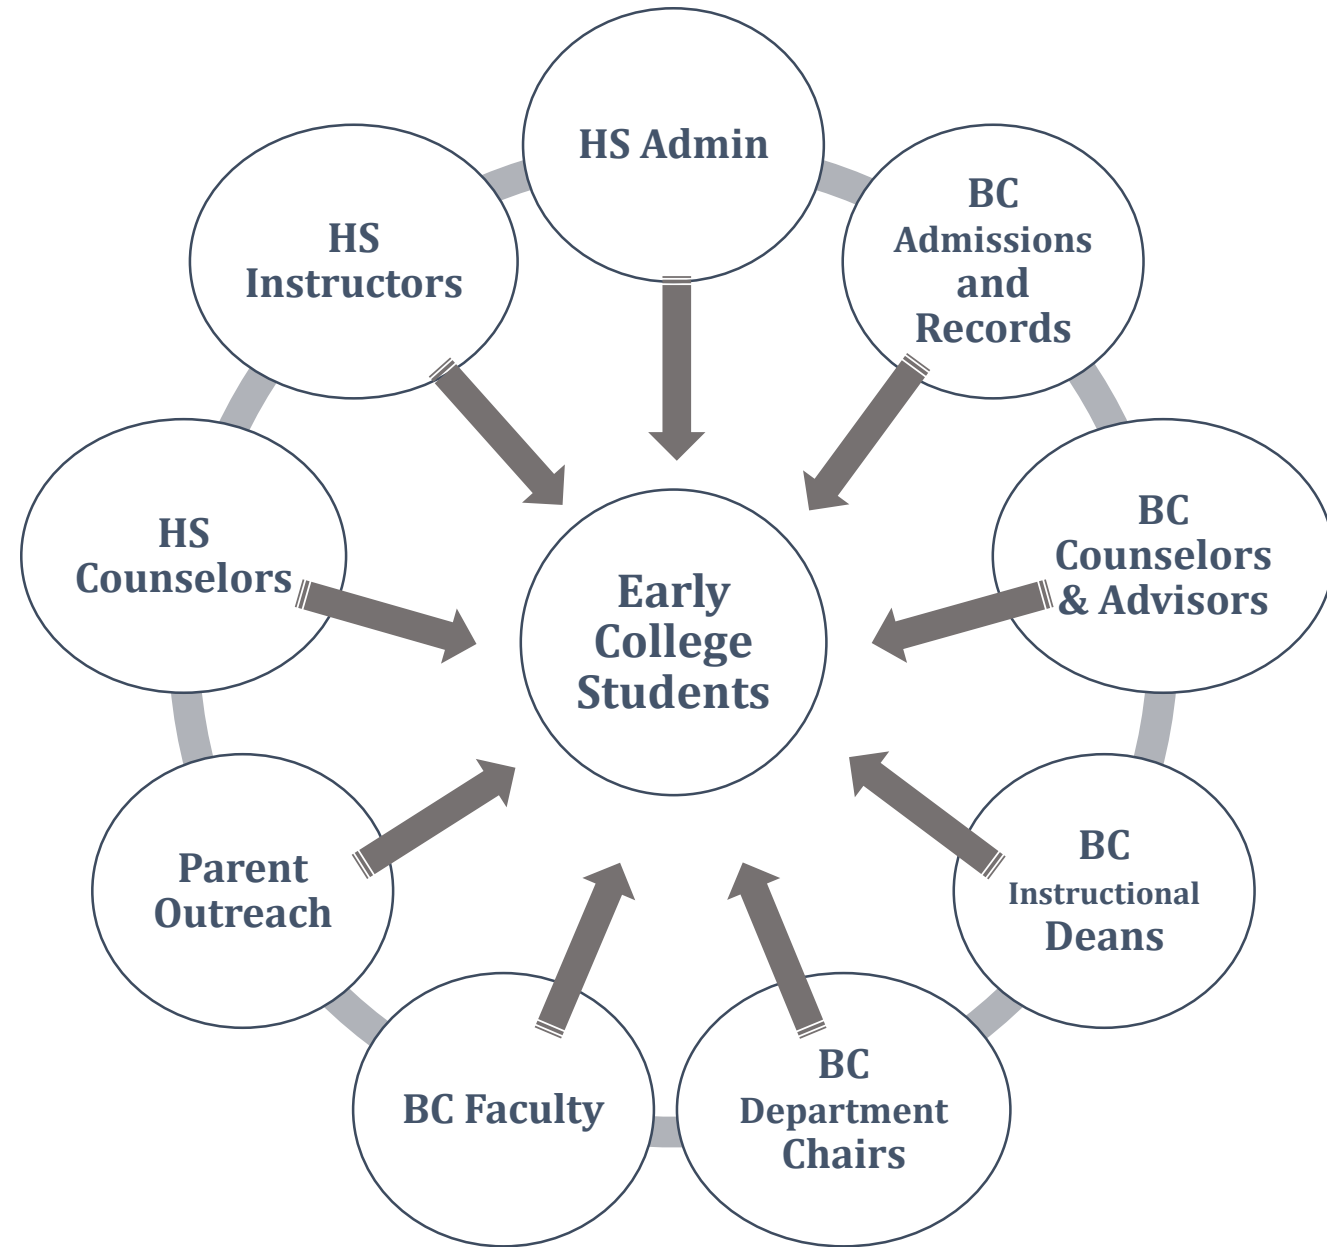 HS Admin
BC
Admissions
and
Records
BC
Counselors
& Advisors
BC
Instructional
Deans
BC
Department
Chairs
BC Faculty
Parent
Outreach
HS
Counselors
HS
Instructors
Early
College
Students